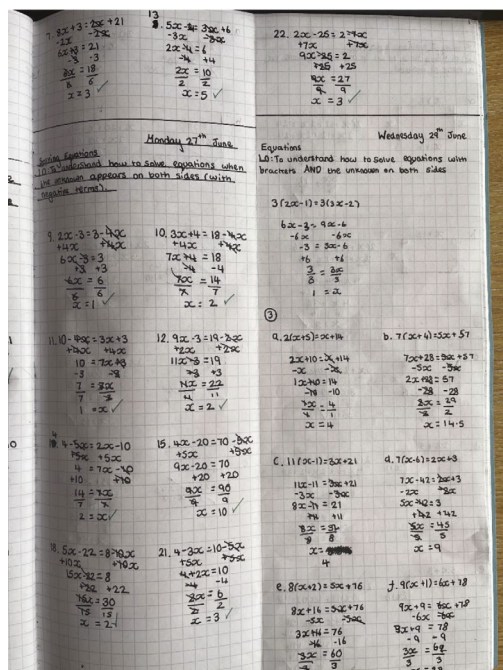 7. 8x+3=2x+21
-2x -2x
6x+3=21
-3 -3
6x=18
6 6
x=3 ✓
13
5x-4=3x+6
-3x -3x
2x-4=6
+4 +4
2x=10
2 2
x=5 ✓
22. 2x-25=2-7x
+7x +7x
9x-25=2
+25 +25
9x=27
9 9
x=3 ✓
Monday 27th June
Solving Equations
LO: To understand how to solve equations when
the unknown appears on both sides (with
negative terms).
9. 2x-3=3-4x
+4x +4x
6x-3=3
+3 +3
6x=6
6 6
x=1 ✓
10. 3x+4=18-4x
+4x +4x
7x+4=18
-4 -4
7x=14
7 7
x=2 ✓
11. 10-4x=3x+3
+4x +4x
10=7x+3
-3 -3
7=7x
7 7
1=x ✓
12. 9x-3=19-2x
+2x +2x
11x-3=19
+3 +3
11x=22
11 11
x=2 ✓
4-5x=2x-10
+5x +5x
4=7x-10
+10 +10
14=7x
7 7
2=x ✓
15. 4x-20=70-5x
+5x +5x
9x-20=70
+20 +20
9x=90
9 9
x=10 ✓
18. 5x-22=8-10x
+10x +10x
15x-22=8
+22 +22
15x=30
15 15
x=2 ✓
21. 4-3x=10-5x
+5x +5x
4+2x=10
-4 -4
2x=6
2 2
x=3 ✓
Wednesday 29th June
Equations
LO: To understand how to solve equations with
brackets AND the unknown on both sides
3(2x-1)=3(3x-2)
6x-3=9x-6
-6x -6x
-3=3x-6
+6 +6
3=3x
3 3
1=x
③
a. 2(x+5)=x+14
2x+10=x+14
-x -x
1x+10=14
-10 -10
1x=4
1 1
x=4
b. 7(x+4)=5x+57
7x+28=5x+57
-5x -5x
2x+28=57
-28 -28
2x=29
2 2
x=14.5
c. 11(x-1)=3x+21
11x-11=3x+21
-3x -3x
8x-11=21
+11 +11
8x=32
8 8
x=
4
d. 7(x-6)=2x+3
7x-42=2x+3
-2x -2x
5x-42=3
+42 +42
5x=45
5 5
x=9
e. 8(x+2)=5x+76
8x+16=5x+76
-5x -5x
3x+16=76
-16 -16
3x=60
3 3
f. 9(x+1)=6x+78
9x+9=6x+78
-6x -6x
3x+9=78
-9 -9
3x=69
3 3